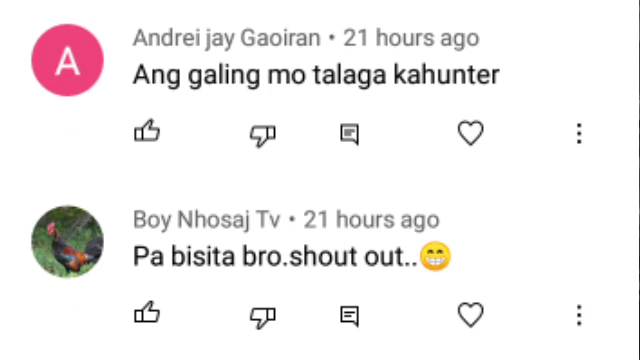 A
Andrei jay Gaoiran • 21 hours ago
Ang galing mo talaga kahunter
Boy Nhosaj Tv • 21 hours ago
Pa bisita bro.shout out..😁